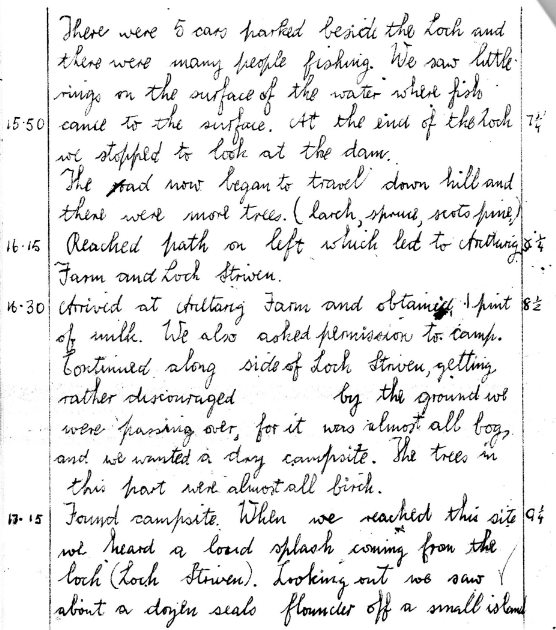 There were 5 cars parked beside the Loch and
there were many people fishing. We saw little
rings on the surface of the water where fish
15.50 came to the surface. At the end of the loch 7¼
we stopped to look at the dam.
The road now began to travel down hill and
there were more trees. (larch, spruce, scots pine)
16.15 Reached path on left which led to
Farm and Loch Striven.
16.30 Arrived at Farm and obtained 1 pint 8½
of milk. We also asked permission to camp.
Continued along side of Loch Striven, getting
rather discouraged by the ground we
were passing over, for it was almost all bog,
and we wanted a dry campsite. The trees in
this part were almost all birch.
17.15 Found campsite. When we reached this site 9¼
we heard a loud splash coming from the
loch (Loch Striven). Looking out we saw
about a dozen seals flounder off a small island